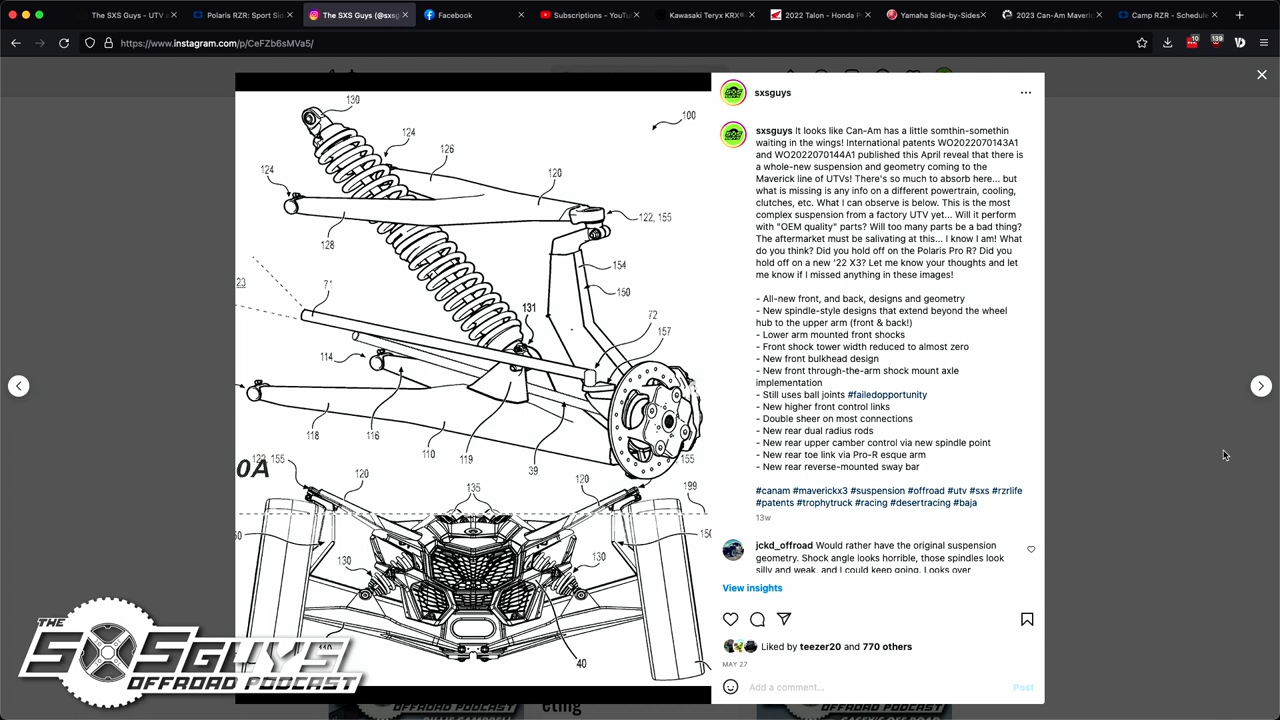 The SXS Guys - UTV a
Polaris RZR: Sport Sid
The SXS Guys (@sxsg
Facebook
Subscriptions - YouTu
Kawasaki Teryx KRX®
2022 Talon - Honda P
Yamaha Side-by-Sides
2023 Can-Am Maveric
Camp RZR - Schedule
https://www.instagram.com/p/CeFZb6sMVa5/
10
139
130
100
124
126
124
120
122, 155
128
154
23
150
71
131
72
157
114
118
116
110
119
39
155
0A
120, 155
120
135
120
199
150
130
130
110
40
sxsguys
sxsguys It looks like Can-Am has a little somthin-somethin
waiting in the wings! International patents WO2022070143A1
and WO2022070144A1 published this April reveal that there is
a whole-new suspension and geometry coming to the
Maverick line of UTVs! There's so much to absorb here... but
what is missing is any info on a different powertrain, cooling,
clutches, etc. What I can observe is below. This is the most
complex suspension from a factory UTV yet... Will it perform
with "OEM quality" parts? Will too many parts be a bad thing?
The aftermarket must be salivating at this... I know I am! What
do you think? Did you hold off on the Polaris Pro R? Did you
hold off on a new '22 X3? Let me know your thoughts and let
me know if I missed anything in these images!
- All-new front, and back, designs and geometry
- New spindle-style designs that extend beyond the wheel
hub to the upper arm (front & back!)
- Lower arm mounted front shocks
- Front shock tower width reduced to almost zero
- New front bulkhead design
- New front through-the-arm shock mount axle
implementation
- Still uses ball joints #failedopportunity
- New higher front control links
- Double sheer on most connections
- New rear dual radius rods
- New rear upper camber control via new spindle point
- New rear toe link via Pro-R esque arm
- New rear reverse-mounted sway bar
#canam #maverickx3 #suspension #offroad #utv #sxs #rzrlife
#patents #trophytruck #racing #desertracing #baja
13w
jckd_offroad Would rather have the original suspension
geometry. Shock angle looks horrible, those spindles look
silly and weak, and I could keep going. Looks over
View insights
Liked by teezer20 and 770 others
MAY 27
Add a comment...
Post
THE
SXSGUYS
OFFROAD PODCAST